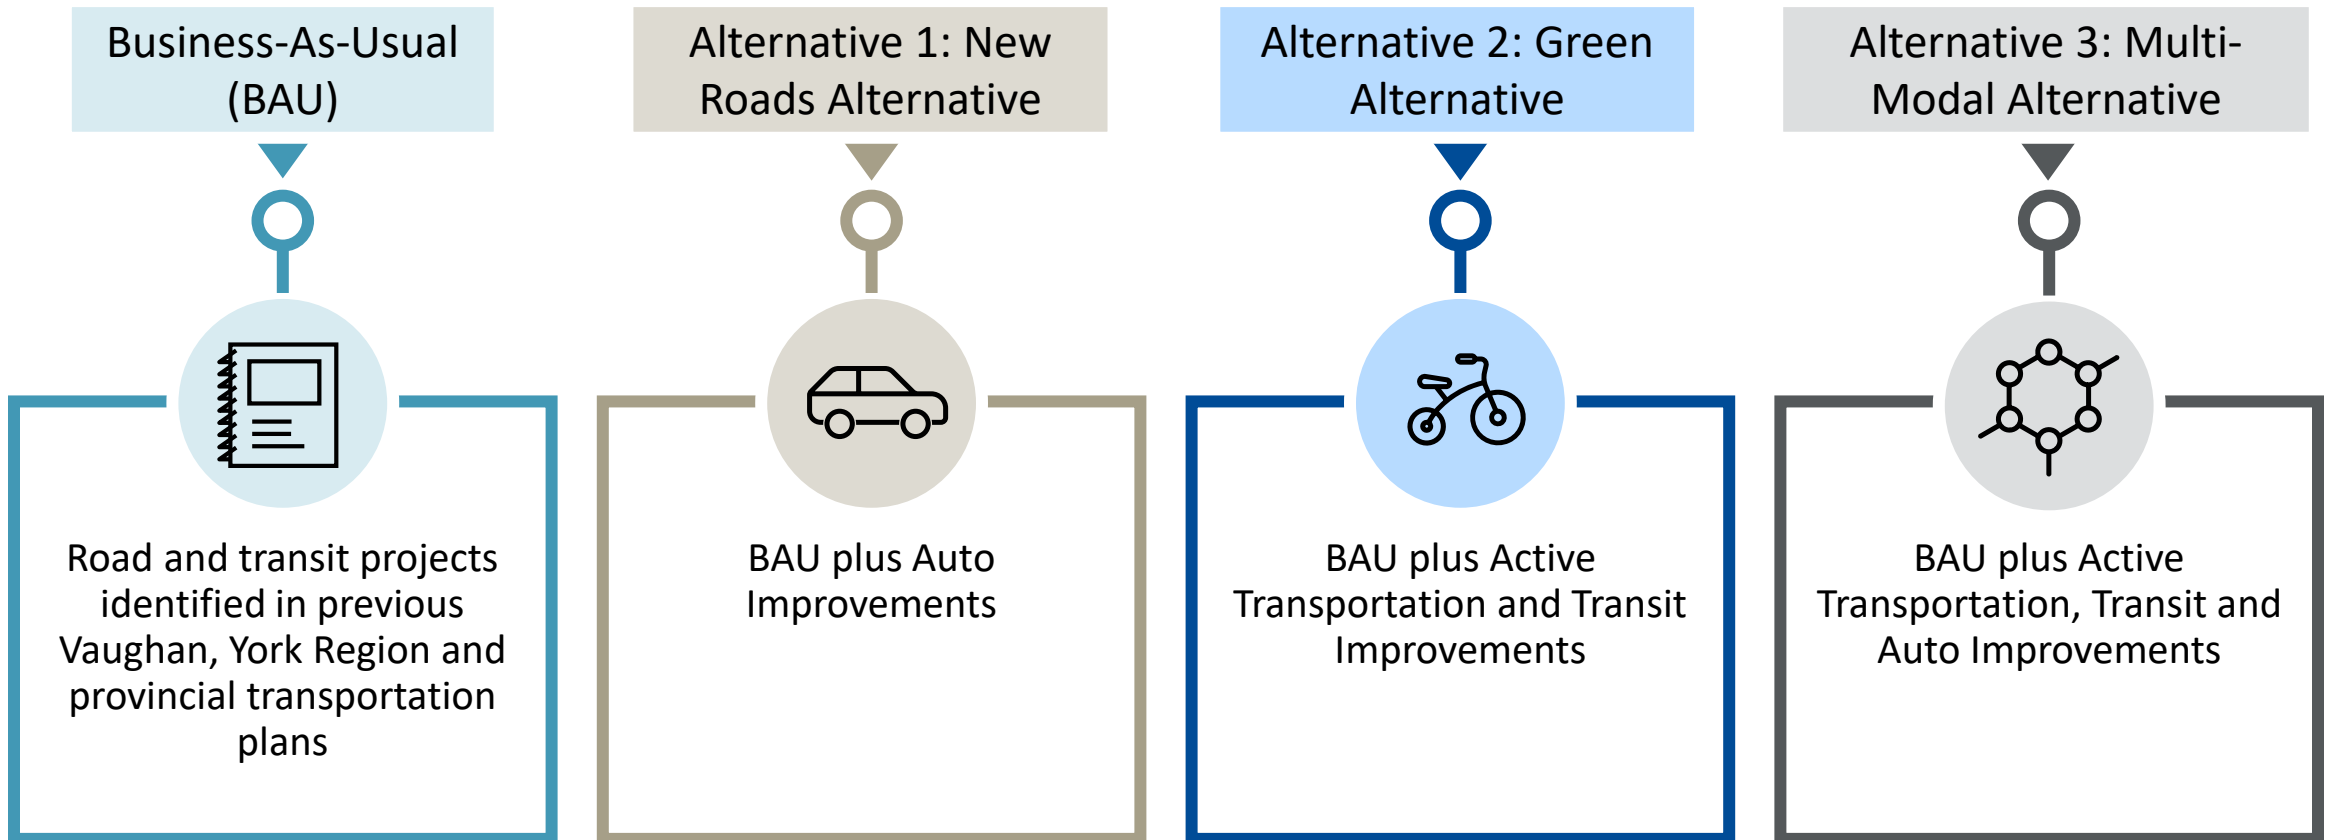 Business-As-Usual
(BAU)
Alternative 1: New
Roads Alternative
Alternative 2: Green
Alternative
Alternative 3: Multi-
Modal Alternative
Road and transit projects
identified in previous
Vaughan, York Region and
provincial transportation
plans
BAU plus Auto
Improvements
BAU plus Active
Transportation and Transit
Improvements
BAU plus Active
Transportation, Transit and
Auto Improvements